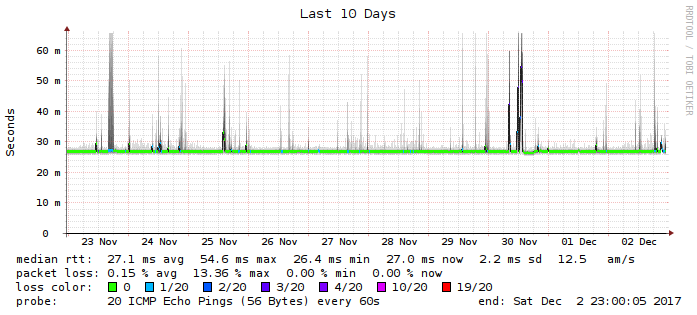 Last 10 Days
RRDTOOL / TOBI OETIKER
Seconds
60 m
50 m
40 m
30 m
20 m
10 m
0
23 Nov 24 Nov 25 Nov 26 Nov 27 Nov 28 Nov 29 Nov 30 Nov 01 Dec 02 Dec
median rtt: 27.1 ms avg 54.6 ms max 26.4 ms min 27.0 ms now 2.2 ms sd 12.5 am/s
packet loss: 0.15 % avg 13.36 % max 0.00 % min 0.00 % now
loss color: 0 1/20 2/20 3/20 4/20 10/20 19/20
probe: 20 ICMP Echo Pings (56 Bytes) every 60s end: Sat Dec 2 23:00:05 2017